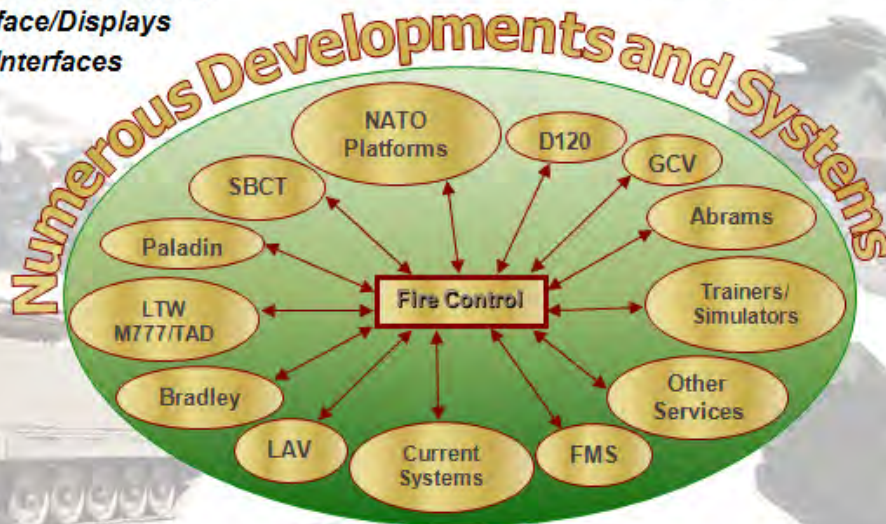 face/Displays
Interfaces
Numerous Developments and Systems
NATO
Platforms
D120
GCV
SBCT
Abrams
Paladin
Fire Control
Trainers/
Simulators
LTW
M777/TAD
Bradley
Other
Services
LAV
Current
Systems
FMS